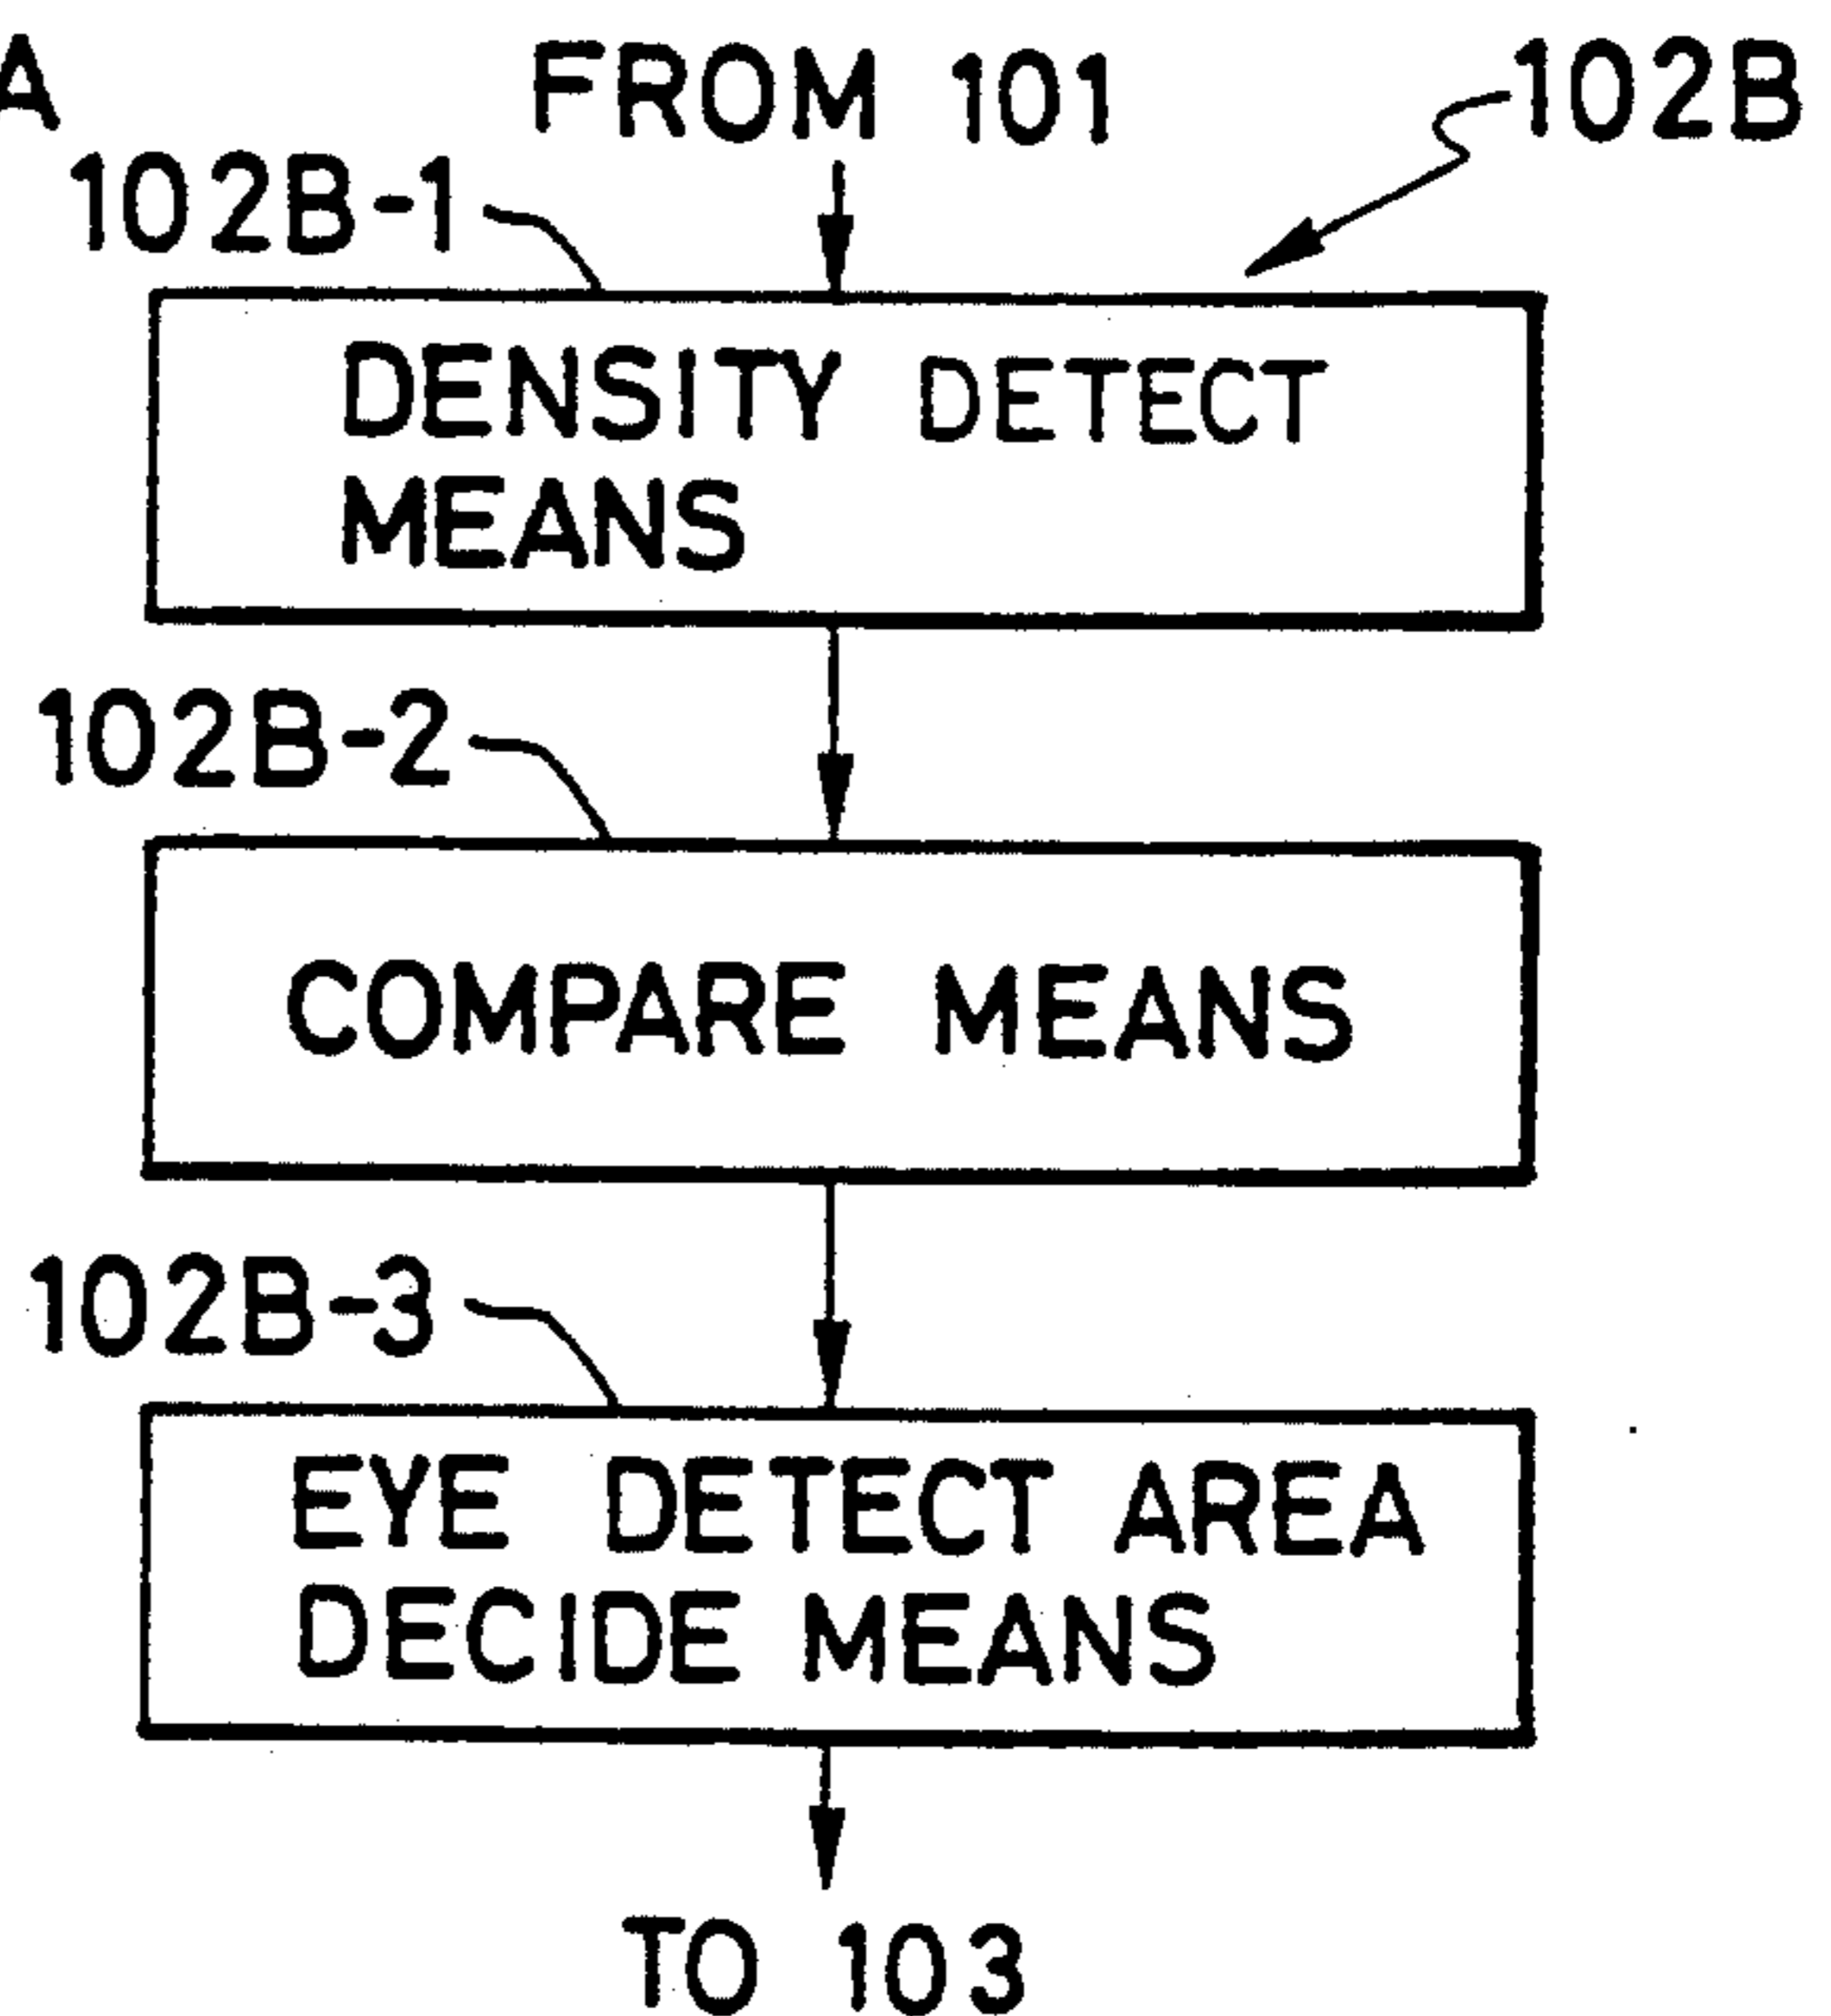 A
FROM 101
102B
102B-1
DENSITY DETECT
MEANS
102B-2
COMPARE MEANS
102B-3
EYE DETECT AREA
DECIDE MEANS
TO 103